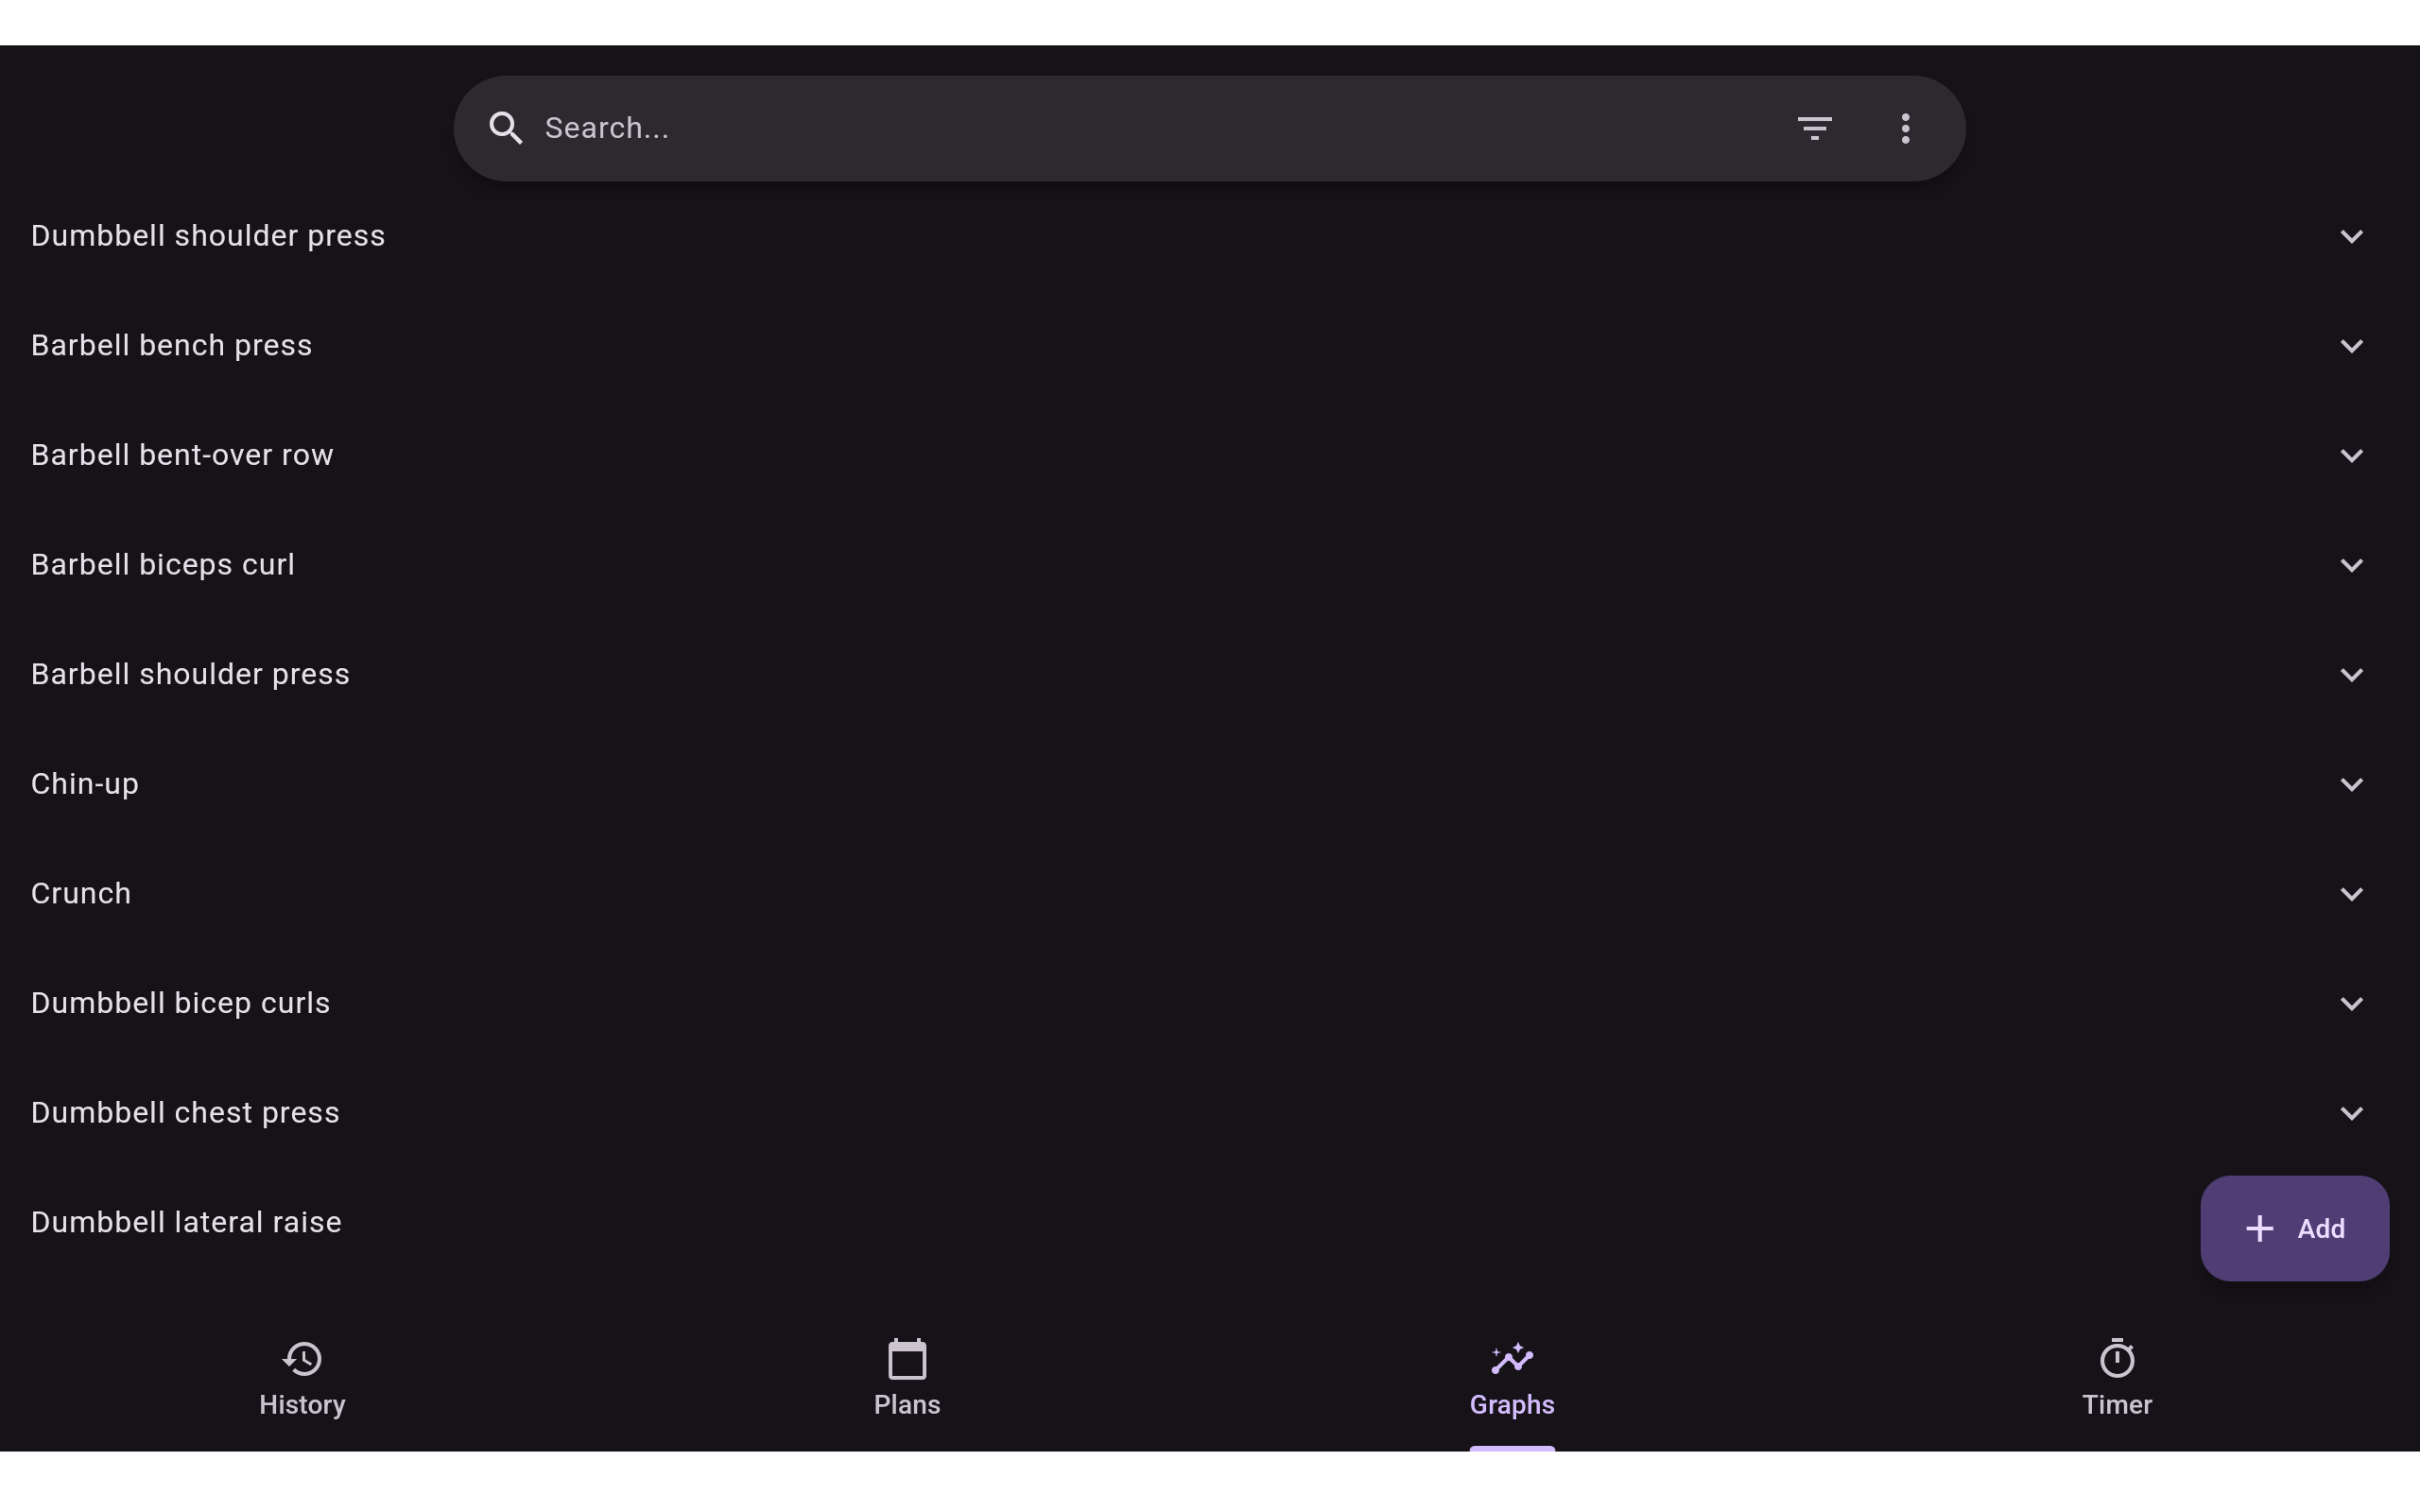 Search...
Dumbbell shoulder press
Barbell bench press
Barbell bent-over row
Barbell biceps curl
Barbell shoulder press
Chin-up
Crunch
Dumbbell bicep curls
Dumbbell chest press
Dumbbell lateral raise
Add
History
Plans
Graphs
Timer